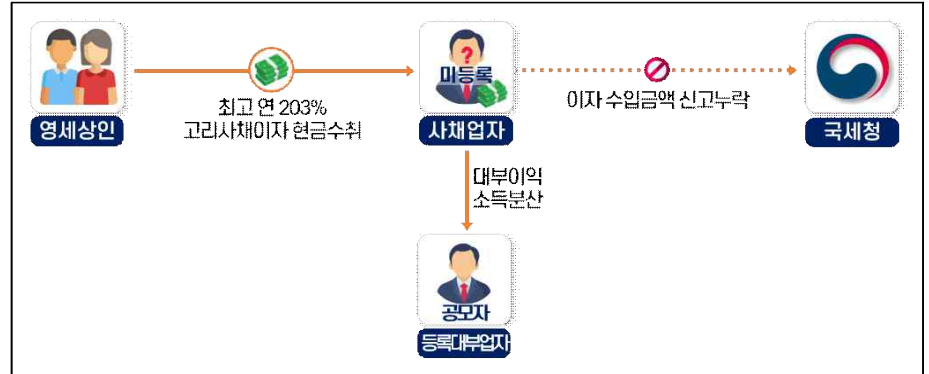 ?
미등록
최고 연 203%
고리사채이자 현금수취
이자 수입금액 신고누락
영세상인
사채업자
국세청
대부이익
소득분산
공모자
등록대부업자